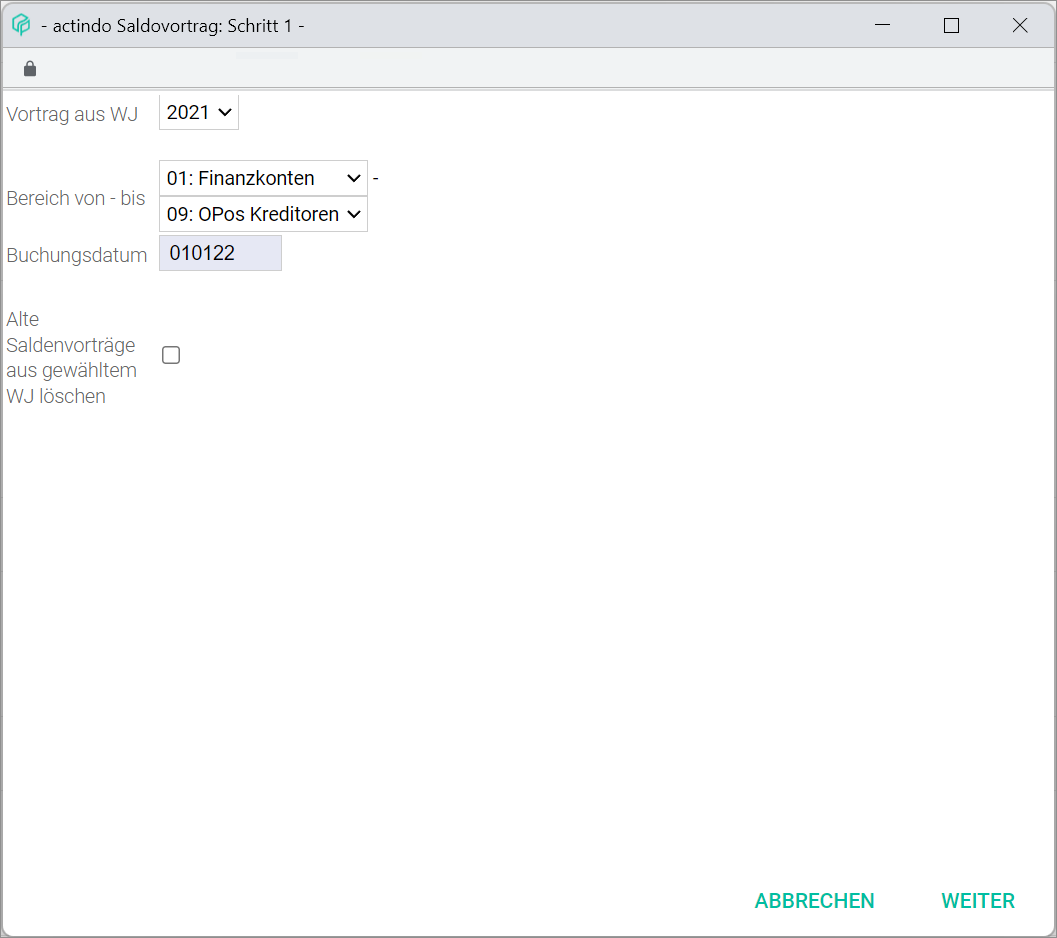 - actindo Saldovortrag: Schritt 1 -
Vortrag aus WJ 2021
Bereich von - bis 01: Finanzkonten -
09: OPos Kreditoren
Buchungsdatum 010122
Alte
Saldenvorträge
aus gewähltem
WJ löschen
ABBRECHEN WEITER